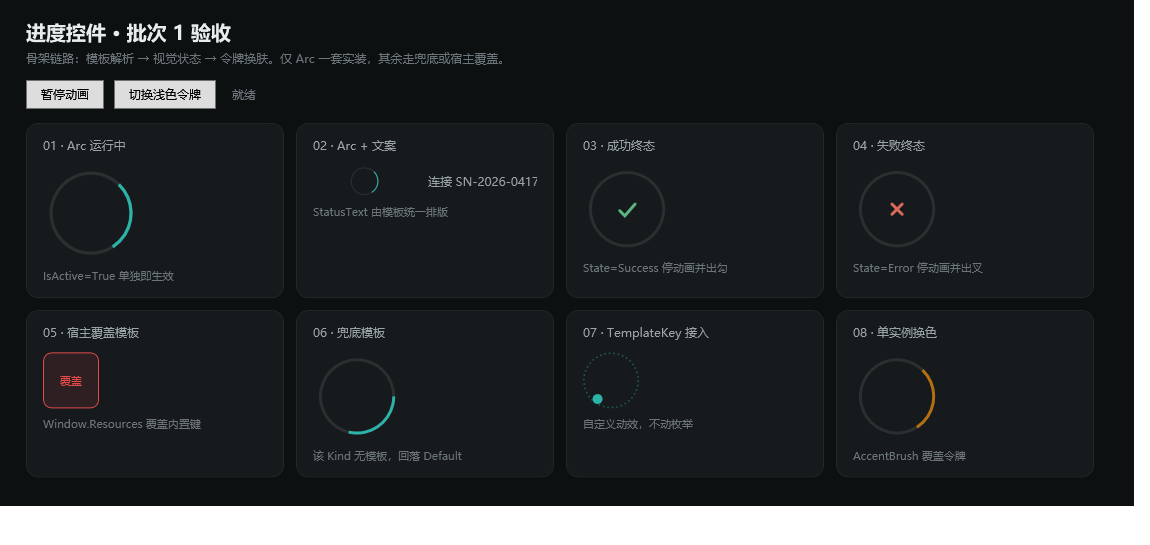 进度控件 · 批次 1 验收
骨架链路：模板解析 → 视觉状态 → 令牌换肤。仅 Arc 一套实装，其余走兜底或宿主覆盖。
暂停动画 切换浅色令牌 就绪
01 · Arc 运行中
IsActive=True 单独即生效
02 · Arc + 文案
连接 SN-2026-0417
StatusText 由模板统一排版
03 · 成功终态
State=Success 停动画并出勾
04 · 失败终态
State=Error 停动画并出叉
05 · 宿主覆盖模板
覆盖
Window.Resources 覆盖内置键
06 · 兜底模板
该 Kind 无模板，回落 Default
07 · TemplateKey 接入
自定义动效，不动枚举
08 · 单实例换色
AccentBrush 覆盖令牌